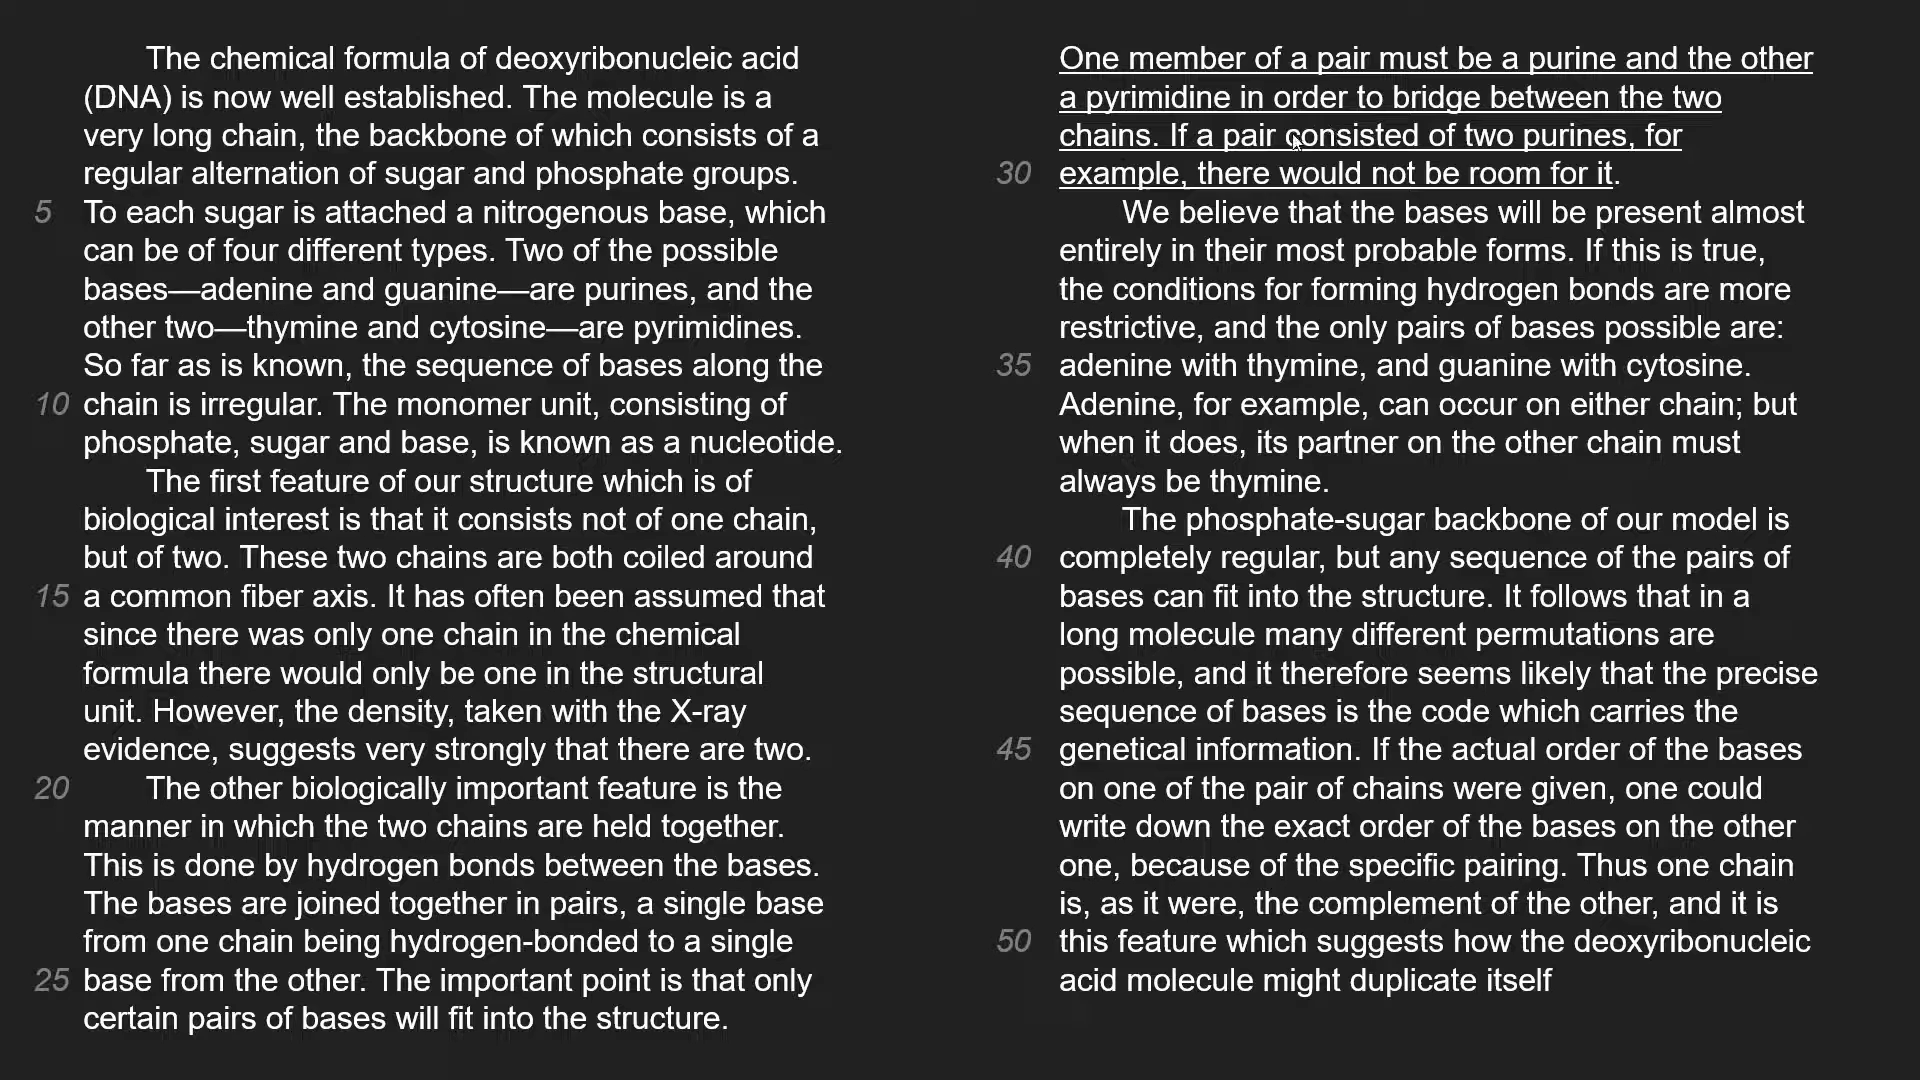 The chemical formula of deoxyribonucleic acid
(DNA) is now well established. The molecule is a
very long chain, the backbone of which consists of a
regular alternation of sugar and phosphate groups.
5 To each sugar is attached a nitrogenous base, which
can be of four different types. Two of the possible
bases—adenine and guanine—are purines, and the
other two—thymine and cytosine—are pyrimidines.
So far as is known, the sequence of bases along the
10 chain is irregular. The monomer unit, consisting of
phosphate, sugar and base, is known as a nucleotide.
The first feature of our structure which is of
biological interest is that it consists not of one chain,
but of two. These two chains are both coiled around
15 a common fiber axis. It has often been assumed that
since there was only one chain in the chemical
formula there would only be one in the structural
unit. However, the density, taken with the X-ray
evidence, suggests very strongly that there are two.
20 The other biologically important feature is the
manner in which the two chains are held together.
This is done by hydrogen bonds between the bases.
The bases are joined together in pairs, a single base
from one chain being hydrogen-bonded to a single
25 base from the other. The important point is that only
certain pairs of bases will fit into the structure.
One member of a pair must be a purine and the other
a pyrimidine in order to bridge between the two
chains. If a pair consisted of two purines, for
30 example, there would not be room for it.
We believe that the bases will be present almost
entirely in their most probable forms. If this is true,
the conditions for forming hydrogen bonds are more
restrictive, and the only pairs of bases possible are:
35 adenine with thymine, and guanine with cytosine.
Adenine, for example, can occur on either chain; but
when it does, its partner on the other chain must
always be thymine.
The phosphate-sugar backbone of our model is
40 completely regular, but any sequence of the pairs of
bases can fit into the structure. It follows that in a
long molecule many different permutations are
possible, and it therefore seems likely that the precise
sequence of bases is the code which carries the
45 genetical information. If the actual order of the bases
on one of the pair of chains were given, one could
write down the exact order of the bases on the other
one, because of the specific pairing. Thus one chain
is, as it were, the complement of the other, and it is
50 this feature which suggests how the deoxyribonucleic
acid molecule might duplicate itself